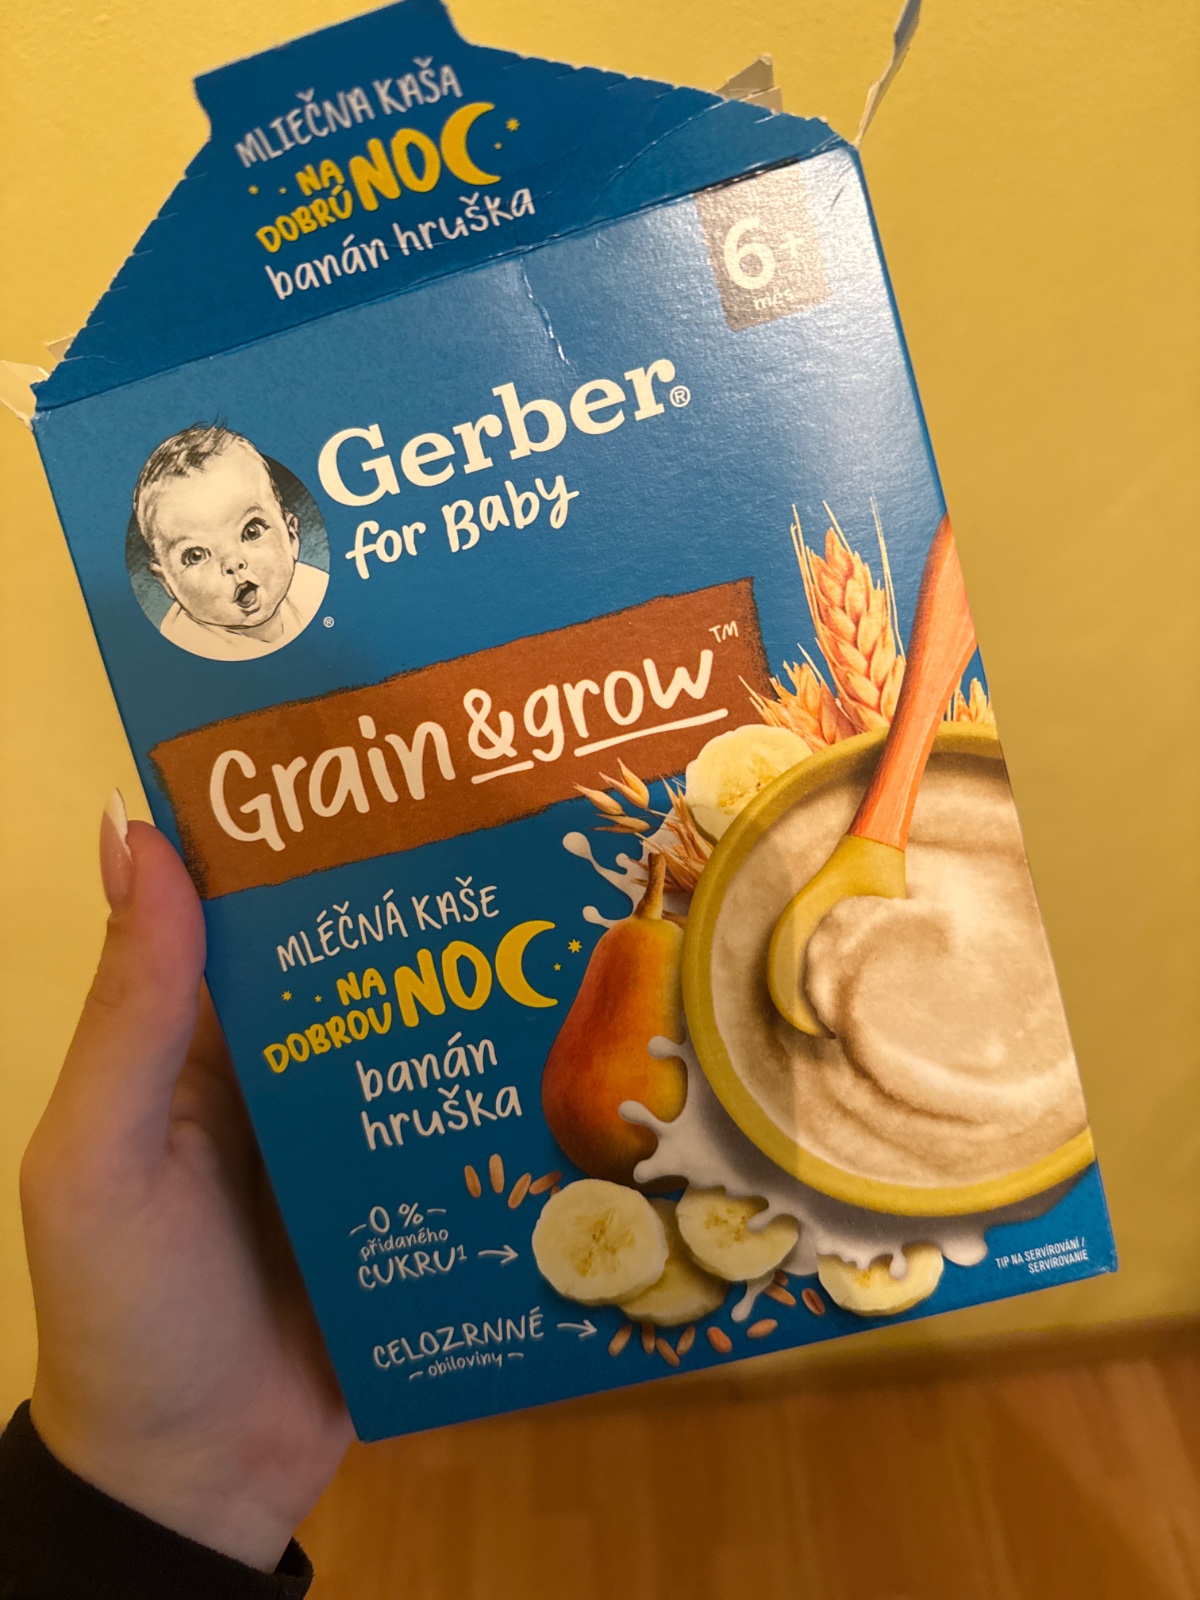 MLIEČNA KAŠA
NA
DOBRÚ NOC
banán hruška
6+
měs
Gerber®
for Baby
®
Grain & grow™
MLÉČNÁ KAŠE
NA
DOBROU NOC
banán
hruška
0 %
přidaného
CUKRU¹
CELOZRNNÉ
obiloviny
TIP NA SERVÍROVÁNÍ /
SERVÍROVANIE